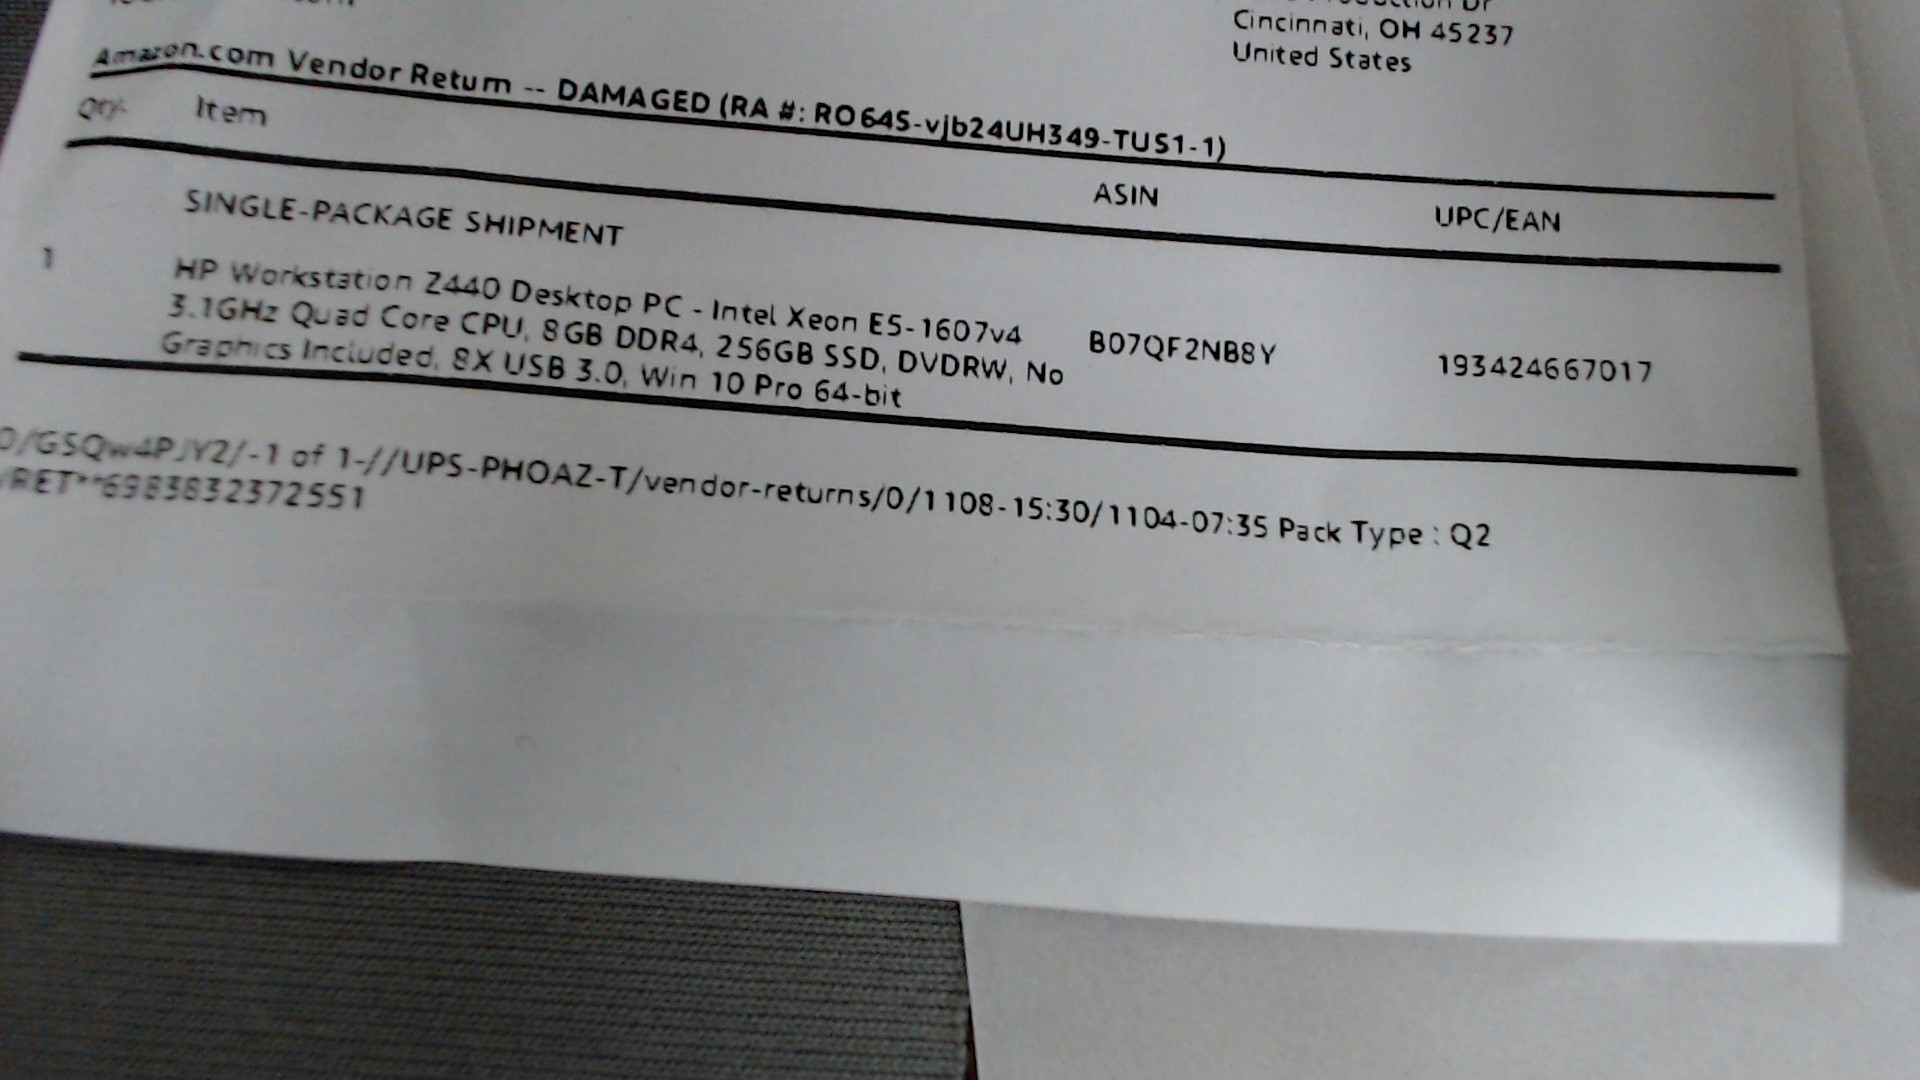 Cincinnati, OH 45237
United States
Amazon.com Vendor Return -- DAMAGED (RA #: RO64S-vjb24UH349-TUS1-1)
Qty. Item ASIN UPC/EAN
SINGLE-PACKAGE SHIPMENT
1 HP Workstation Z440 Desktop PC - Intel Xeon E5-1607v4
3.1GHz Quad Core CPU, 8GB DDR4, 256GB SSD, DVDRW, No
Graphics Included, 8X USB 3.0, Win 10 Pro 64-bit
B07QF2NB8Y 193424667017
/GSQw4PJY2/-1 of 1-//UPS-PHOAZ-T/vendor-returns/0/1108-15:30/1104-07:35 Pack Type : Q2
/RET**6983832372551